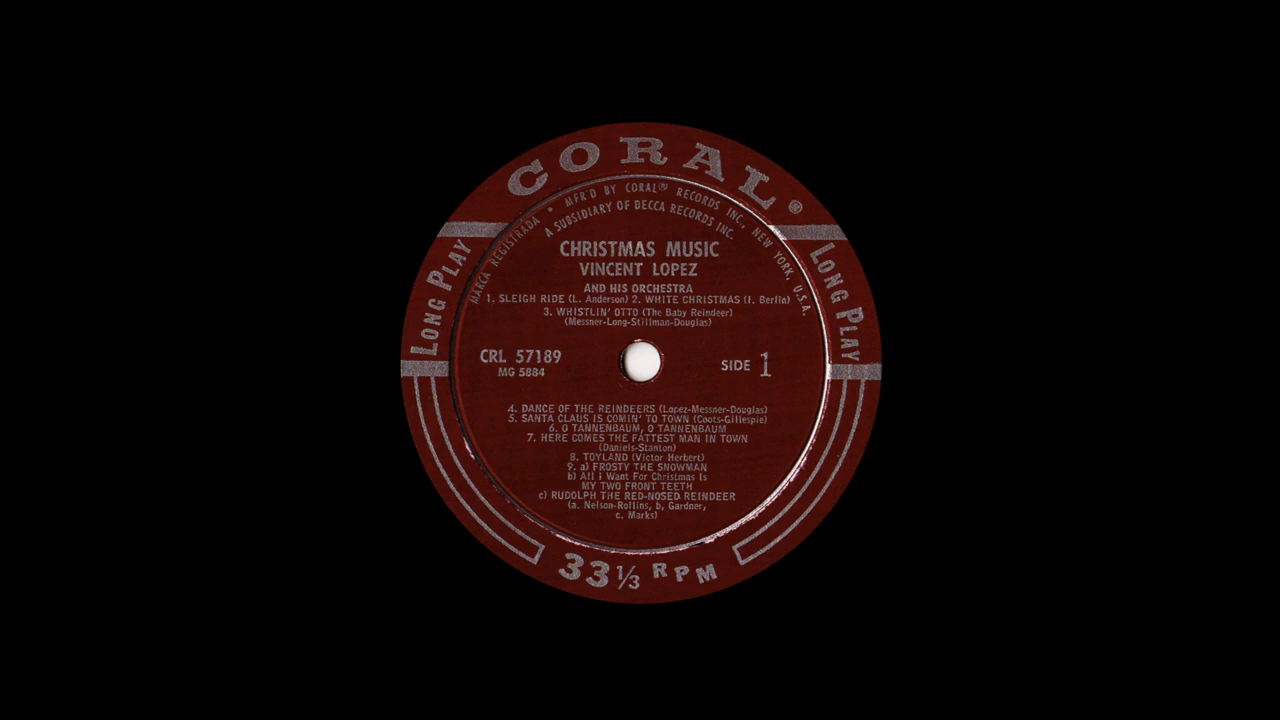 CORAL®
MARCA REGISTRADA • MFR'D BY CORAL® RECORDS INC., NEW YORK, U.S.A.
A SUBSIDIARY OF DECCA RECORDS INC.
LONG PLAY
LONG PLAY
CHRISTMAS MUSIC
VINCENT LOPEZ
AND HIS ORCHESTRA
1. SLEIGH RIDE (L. Anderson) 2. WHITE CHRISTMAS (I. Berlin)
3. WHISTLIN' OTTO (The Baby Reindeer)
(Messner-Long-Stillman-Douglas)
CRL 57189
MG 5884
SIDE 1
4. DANCE OF THE REINDEERS (Lopez-Messner-Douglas)
5. SANTA CLAUS IS COMIN' TO TOWN (Coots-Gillespie)
6. O TANNENBAUM, O TANNENBAUM
7. HERE COMES THE FATTEST MAN IN TOWN
(Daniels-Stanton)
8. TOYLAND (Victor Herbert)
9. a) FROSTY THE SNOWMAN
b) All i Want For Christmas Is
MY TWO FRONT TEETH
c) RUDOLPH THE RED-NOSED REINDEER
(a. Nelson-Rollins, b, Gardner,
c. Marks)
33 1/3 RPM